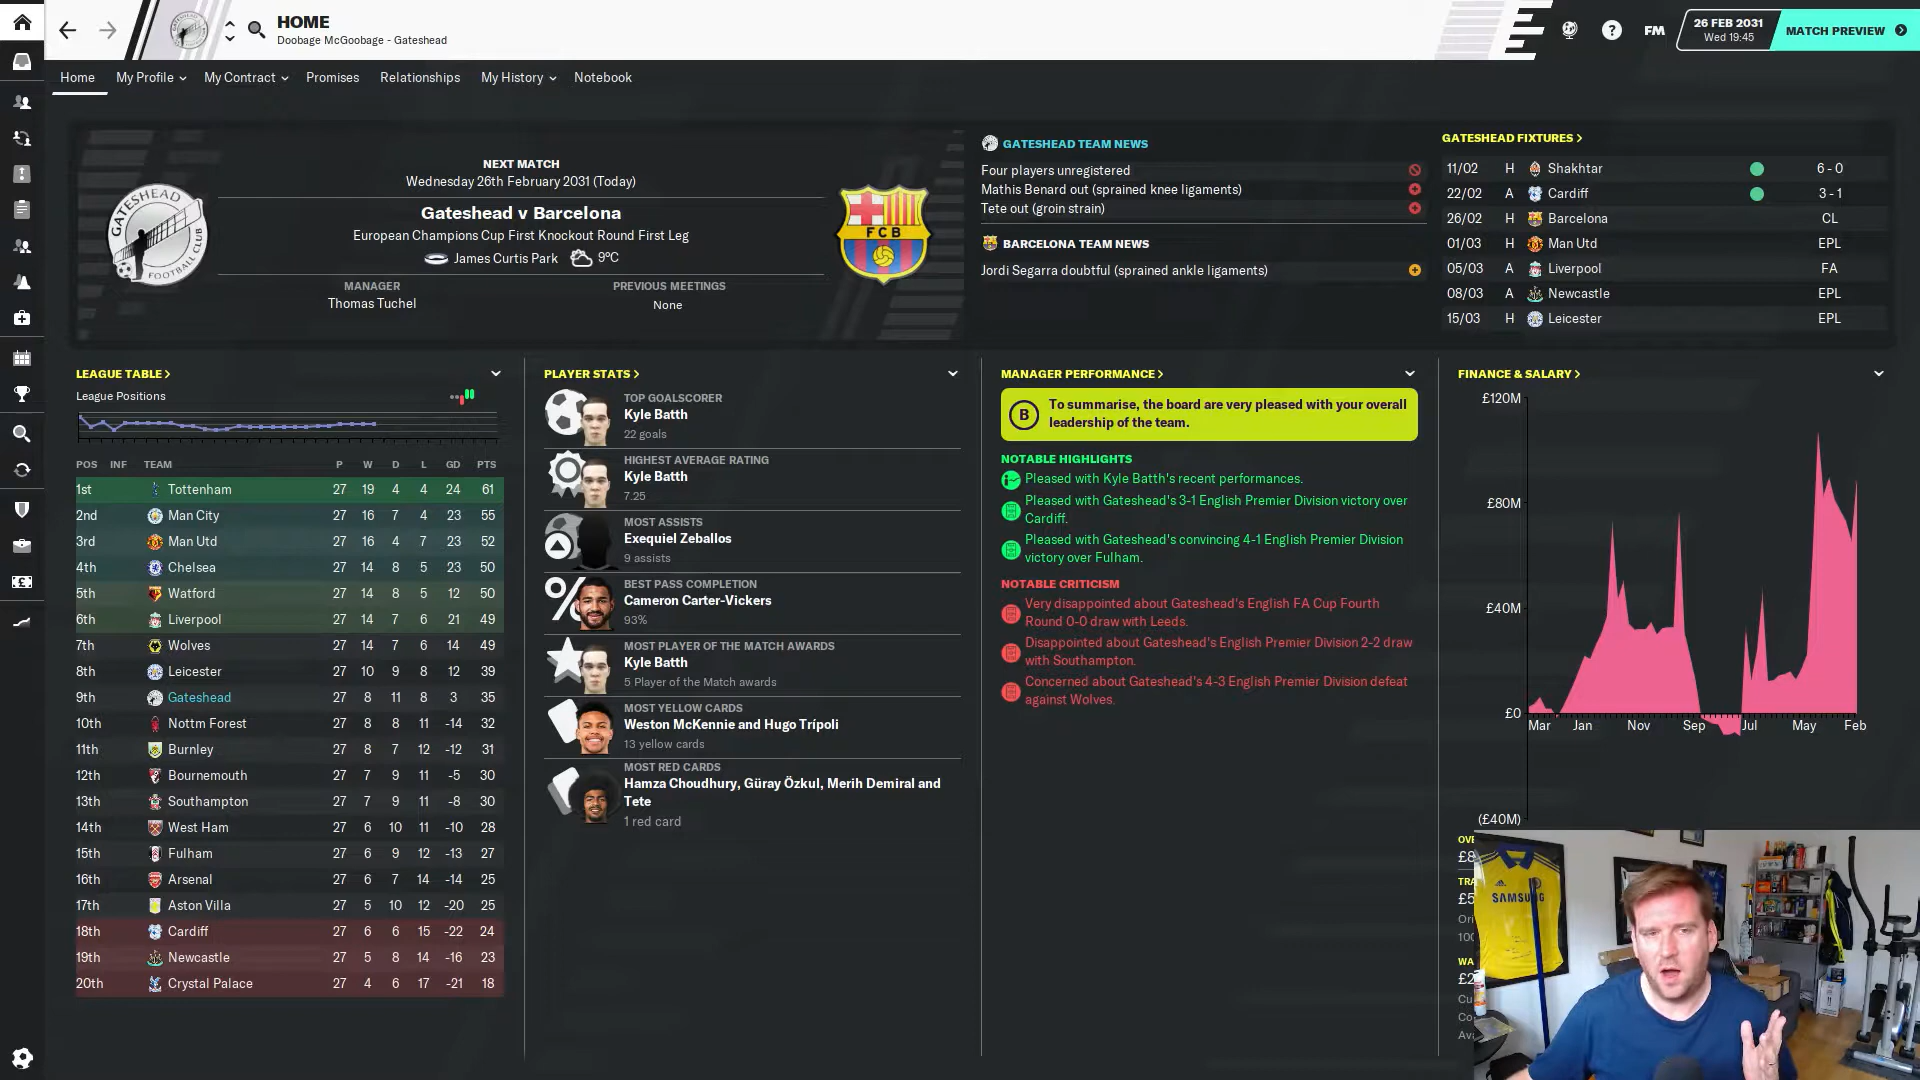 HOME
Doobage McGoobage - Gateshead
FM
26 FEB 2031
Wed 19:45
MATCH PREVIEW
Home
My Profile
My Contract
Promises
Relationships
My History
Notebook
NEXT MATCH
Wednesday 26th February 2031 (Today)
Gateshead v Barcelona
European Champions Cup First Knockout Round First Leg
James Curtis Park 9ºC
MANAGER
Thomas Tuchel
PREVIOUS MEETINGS
None
GATESHEAD
FOOTBALL CLUB
FCB
GATESHEAD TEAM NEWS
Four players unregistered
Mathis Benard out (sprained knee ligaments)
Tete out (groin strain)
BARCELONA TEAM NEWS
Jordi Segarra doubtful (sprained ankle ligaments)
GATESHEAD FIXTURES >
11/02 H Shakhtar 6 - 0
22/02 A Cardiff 3 - 1
26/02 H Barcelona CL
01/03 H Man Utd EPL
05/03 A Liverpool FA
08/03 A Newcastle EPL
15/03 H Leicester EPL
LEAGUE TABLE >
League Positions
POS INF TEAM P W D L GD PTS
1st Tottenham 27 19 4 4 24 61
2nd Man City 27 16 7 4 23 55
3rd Man Utd 27 16 4 7 23 52
4th Chelsea 27 14 8 5 23 50
5th Watford 27 14 8 5 12 50
6th Liverpool 27 14 7 6 21 49
7th Wolves 27 14 7 6 14 49
8th Leicester 27 10 9 8 12 39
9th Gateshead 27 8 11 8 3 35
10th Nottm Forest 27 8 8 11 -14 32
11th Burnley 27 8 7 12 -12 31
12th Bournemouth 27 7 9 11 -5 30
13th Southampton 27 7 9 11 -8 30
14th West Ham 27 6 10 11 -10 28
15th Fulham 27 6 9 12 -13 27
16th Arsenal 27 6 7 14 -14 25
17th Aston Villa 27 5 10 12 -20 25
18th Cardiff 27 6 6 15 -22 24
19th Newcastle 27 5 8 14 -16 23
20th Crystal Palace 27 4 6 17 -21 18
PLAYER STATS >
TOP GOALSCORER
Kyle Batth
22 goals
HIGHEST AVERAGE RATING
Kyle Batth
7.25
MOST ASSISTS
Exequiel Zeballos
9 assists
BEST PASS COMPLETION
Cameron Carter-Vickers
93%
MOST PLAYER OF THE MATCH AWARDS
Kyle Batth
5 Player of the Match awards
MOST YELLOW CARDS
Weston McKennie and Hugo Trípoli
13 yellow cards
MOST RED CARDS
Hamza Choudhury, Güray Özkul, Merih Demiral and
Tete
1 red card
MANAGER PERFORMANCE >
B
To summarise, the board are very pleased with your overall
leadership of the team.
NOTABLE HIGHLIGHTS
Pleased with Kyle Batth's recent performances.
Pleased with Gateshead's 3-1 English Premier Division victory over
Cardiff.
Pleased with Gateshead's convincing 4-1 English Premier Division
victory over Fulham.
NOTABLE CRITICISM
Very disappointed about Gateshead's English FA Cup Fourth
Round 0-0 draw with Leeds.
Disappointed about Gateshead's English Premier Division 2-2 draw
with Southampton.
Concerned about Gateshead's 4-3 English Premier Division defeat
against Wolves.
FINANCE & SALARY >
£120M
£80M
£40M
£0
(£40M)
Mar Jan Nov Sep Jul May Feb
OVE
£8
TRA
£5
Ori
100
WA
£2
Cu
Co
Ava
SAMSUNG